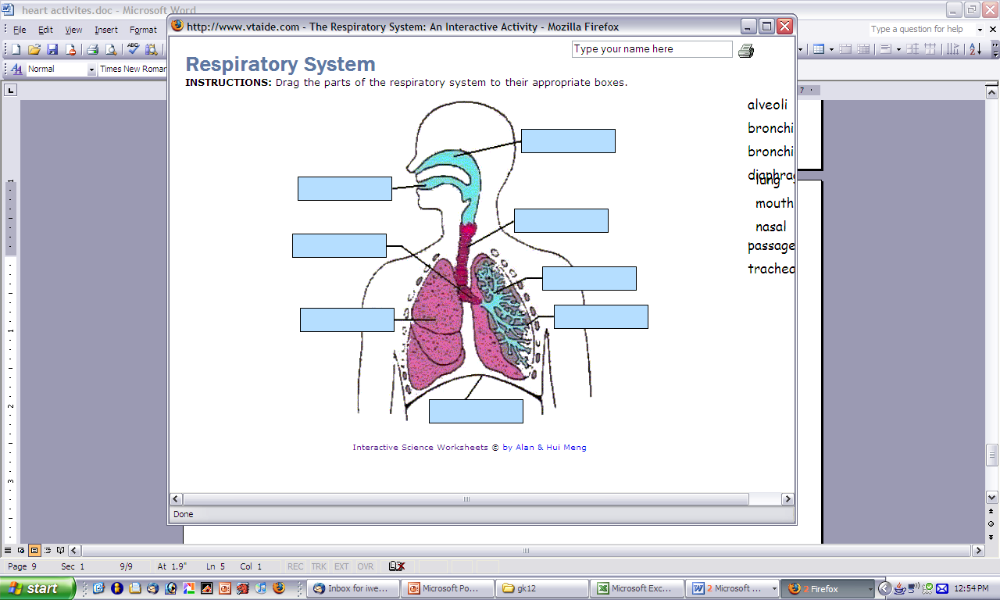 heart activites.doc - Microsoft Word
File Edit View Insert Format
Type a question for help
Normal
Times New Roman
http://www.vtaide.com - The Respiratory System: An Interactive Activity - Mozilla Firefox
Type your name here
Respiratory System
INSTRUCTIONS: Drag the parts of the respiratory system to their appropriate boxes.
alveoli
bronchi
bronchi
diaphrag
lung
mouth
nasal
passage
trachea
Interactive Science Worksheets © by Alan & Hui Meng
Done
Page 9 Sec 1 9/9 At 1.9" Ln 5 Col 1 REC TRK EXT OVR
start
Inbox for iwe...
Microsoft Po...
gk12
Microsoft Exc...
2 Microsoft ...
2 Firefox
12:54 PM